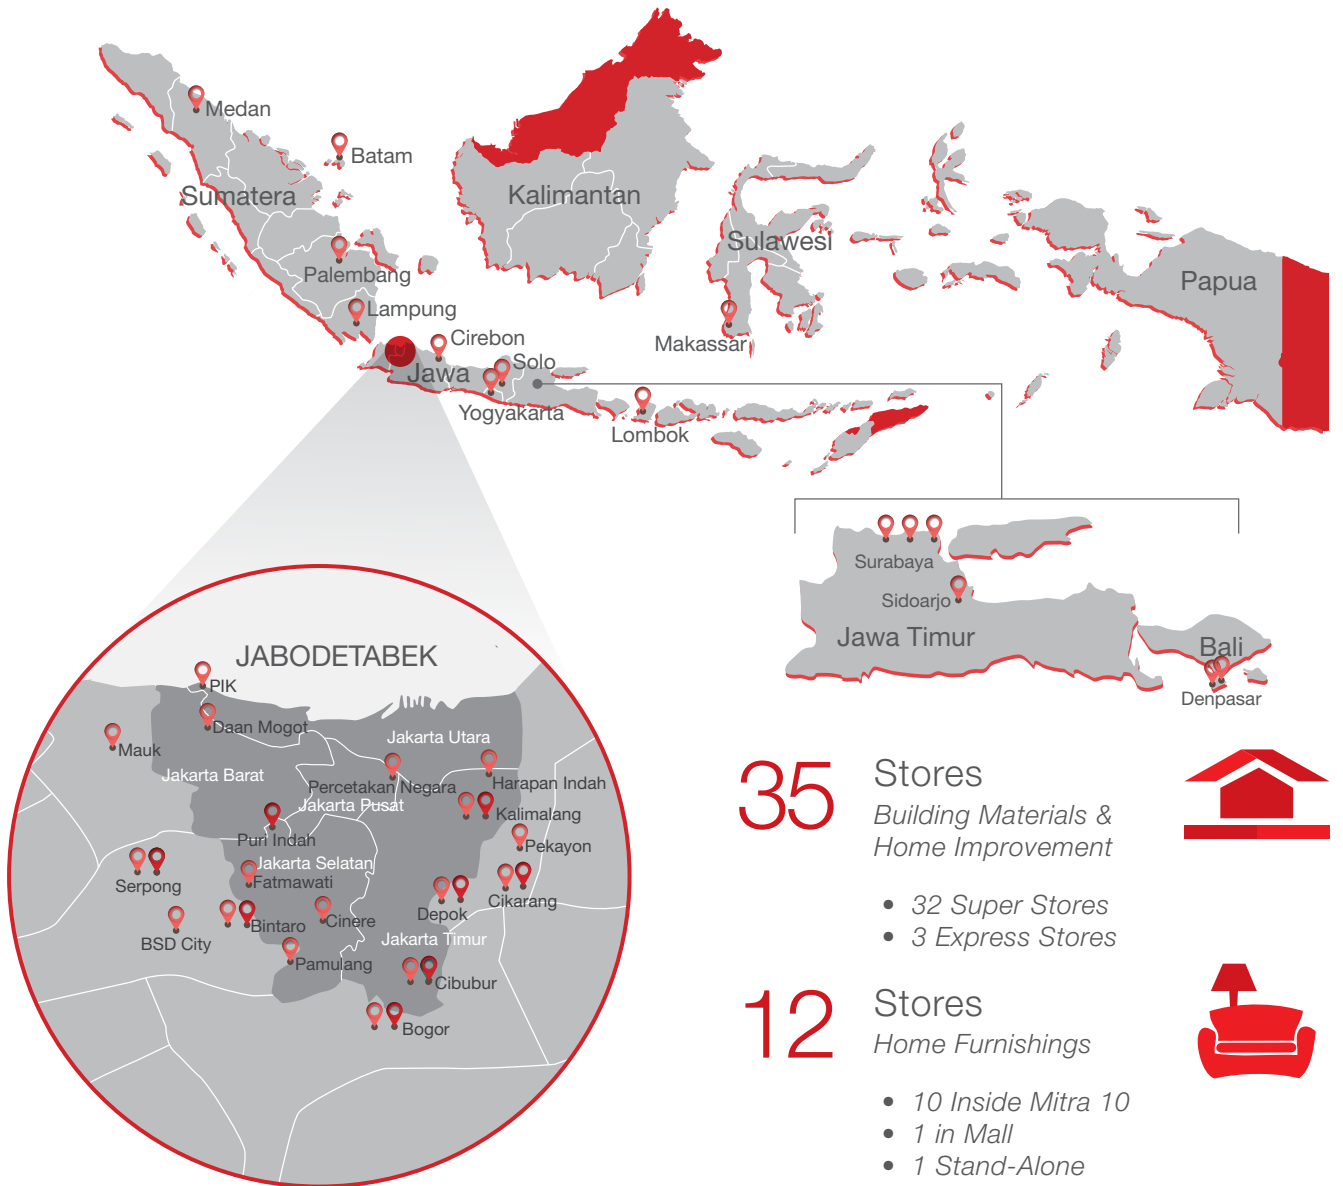 Medan
Batam
Sumatera
Kalimantan
Sulawesi
Palembang
Papua
Lampung
Makassar
Cirebon
Solo
Jawa
Yogyakarta
Lombok
Surabaya
Sidoarjo
Jawa Timur
Bali
Denpasar
JABODETABEK
PIK
Daan Mogot
Mauk
Jakarta Utara
Jakarta Barat
Percetakan Negara
Harapan Indah
Jakarta Pusat
Kalimalang
Puri Indah
Pekayon
Jakarta Selatan
Fatmawati
Serpong
Cikarang
Depok
Cinere
Bintaro
BSD City
Jakarta Timur
Pamulang
Cibubur
Bogor
35 Stores
Building Materials &
Home Improvement
• 32 Super Stores
• 3 Express Stores
12 Stores
Home Furnishings
• 10 Inside Mitra 10
• 1 in Mall
• 1 Stand-Alone